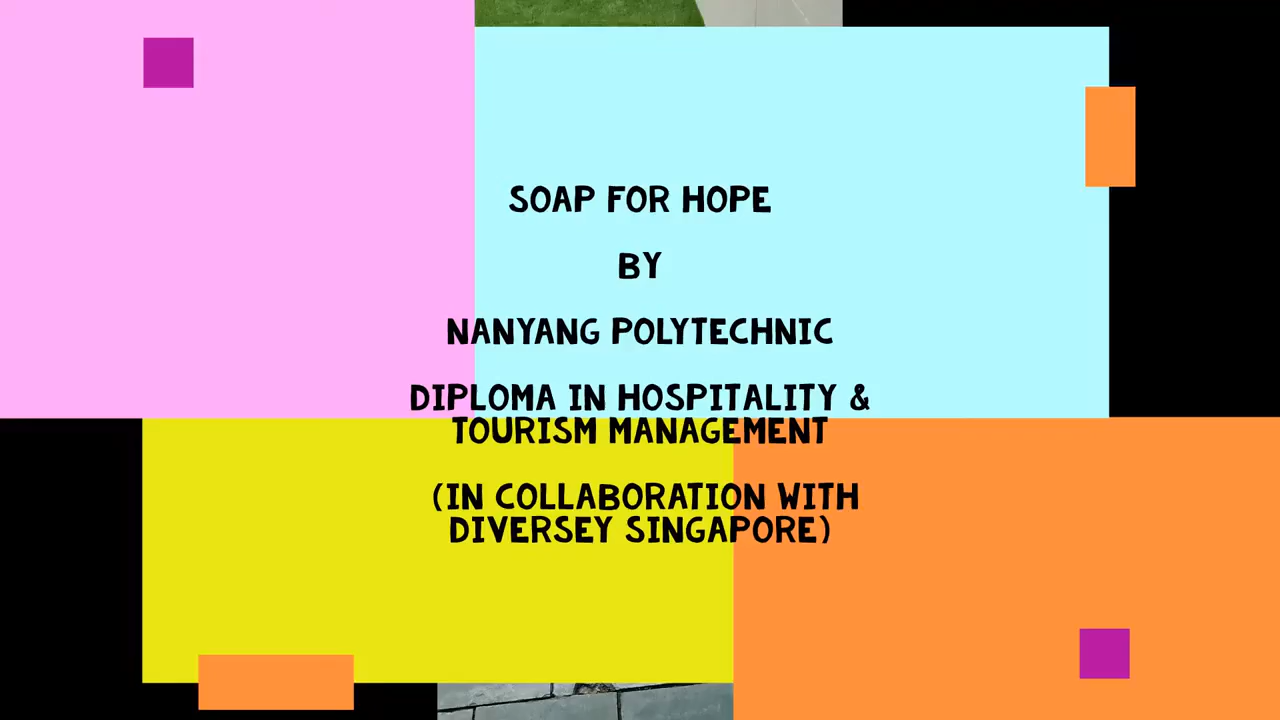 SOAP FOR HOPE
BY
NANYANG POLYTECHNIC
DIPLOMA IN HOSPITALITY &
TOURISM MANAGEMENT
(IN COLLABORATION WITH
DIVERSEY SINGAPORE)